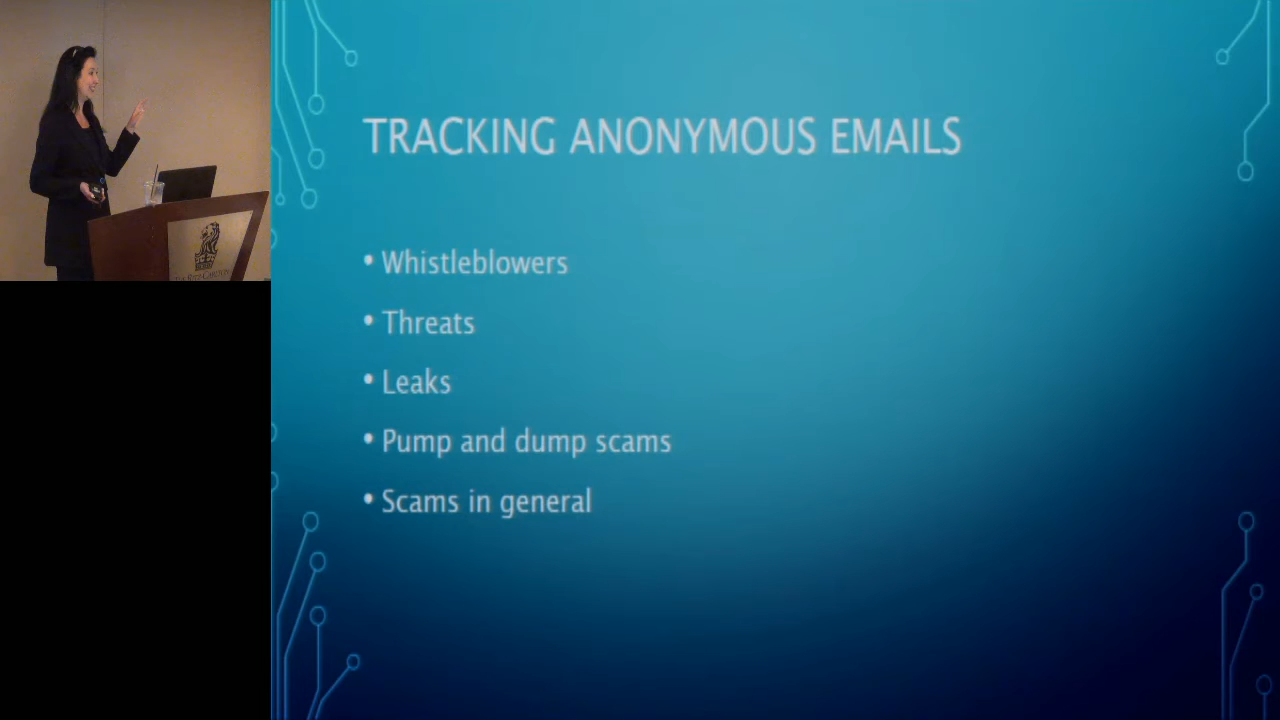 TRACKING ANONYMOUS EMAILS
• Whistleblowers
• Threats
• Leaks
• Pump and dump scams
• Scams in general